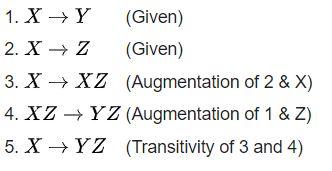 1. X → Y (Given)
2. X → Z (Given)
3. X → XZ (Augmentation of 2 & X)
4. XZ → YZ (Augmentation of 1 & Z)
5. X → YZ (Transitivity of 3 and 4)